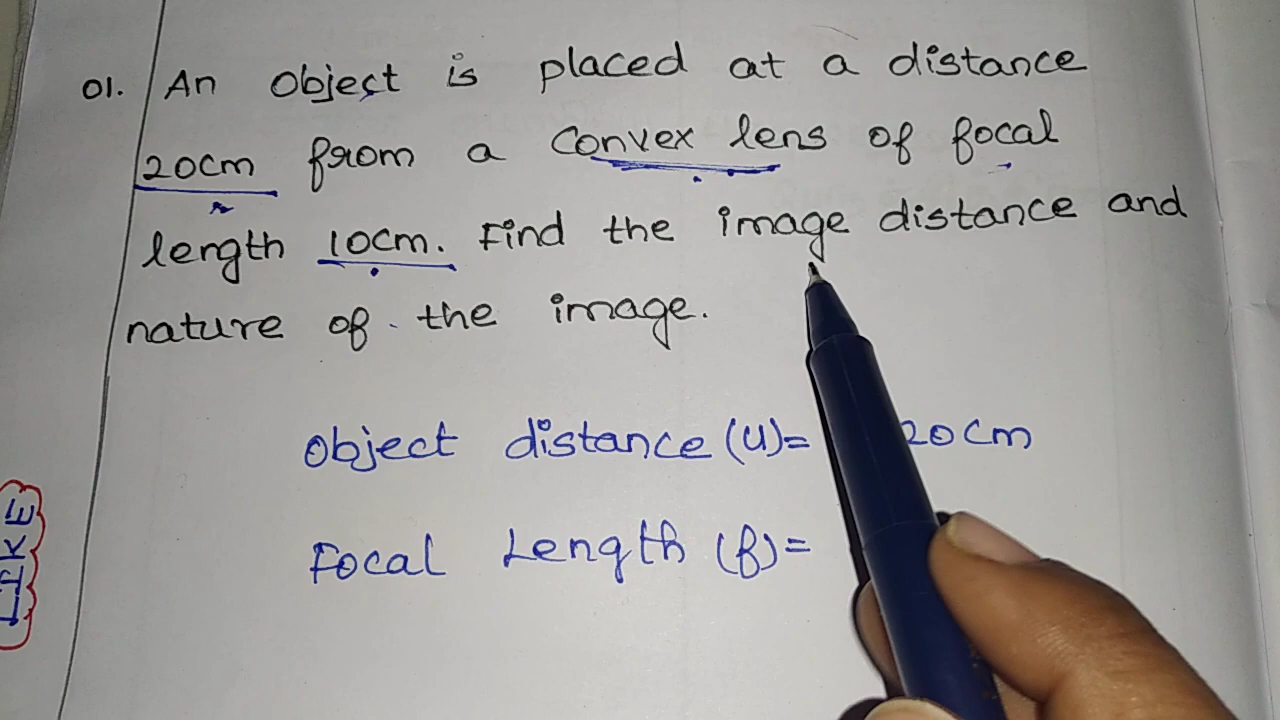 01. An Object is placed at a distance
20cm from a Convex lens of focal
length 10cm. Find the image distance and
nature of the image.
Object distance (u)= 20cm
Focal Length (f)=
LIKE